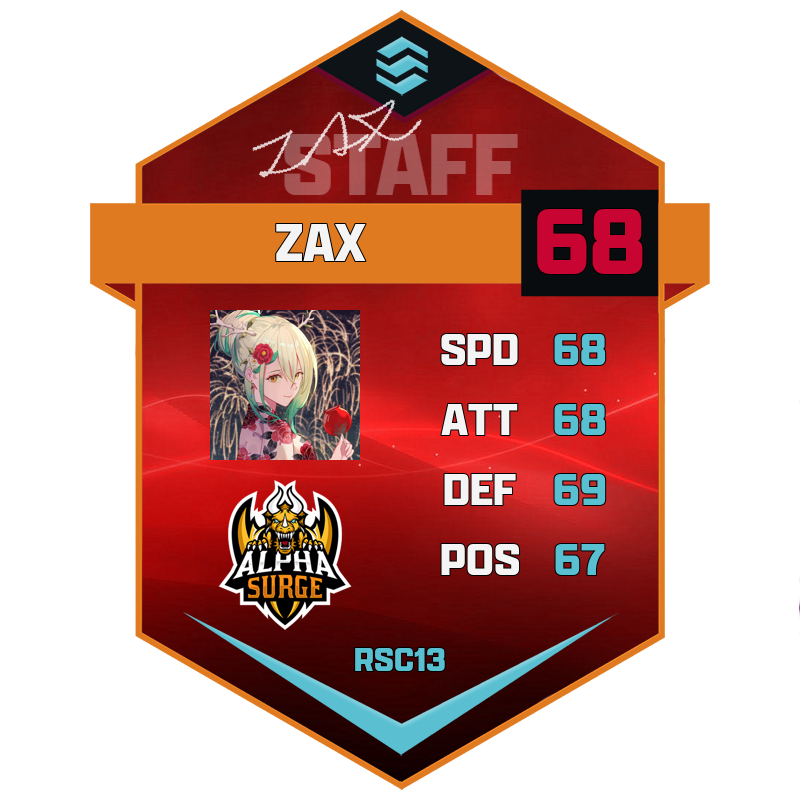 ZAX
STAFF
ZAX
68
SPD 68
ATT 68
DEF 69
POS 67
ALPHA
SURGE
RSC13